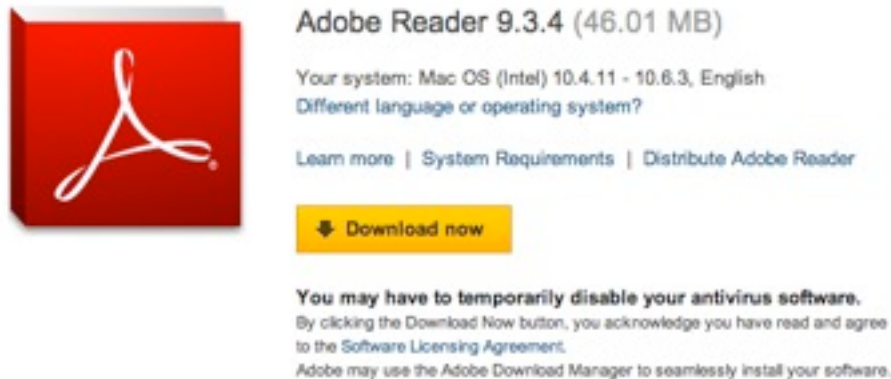 Adobe Reader 9.3.4 (46.01 MB)
Your system: Mac OS (Intel) 10.4.11 - 10.6.3, English
Different language or operating system?
Learn more | System Requirements | Distribute Adobe Reader
Download now
You may have to temporarily disable your antivirus software.
By clicking the Download Now button, you acknowledge you have read and agree
to the Software Licensing Agreement.
Adobe may use the Adobe Download Manager to seamlessly install your software.